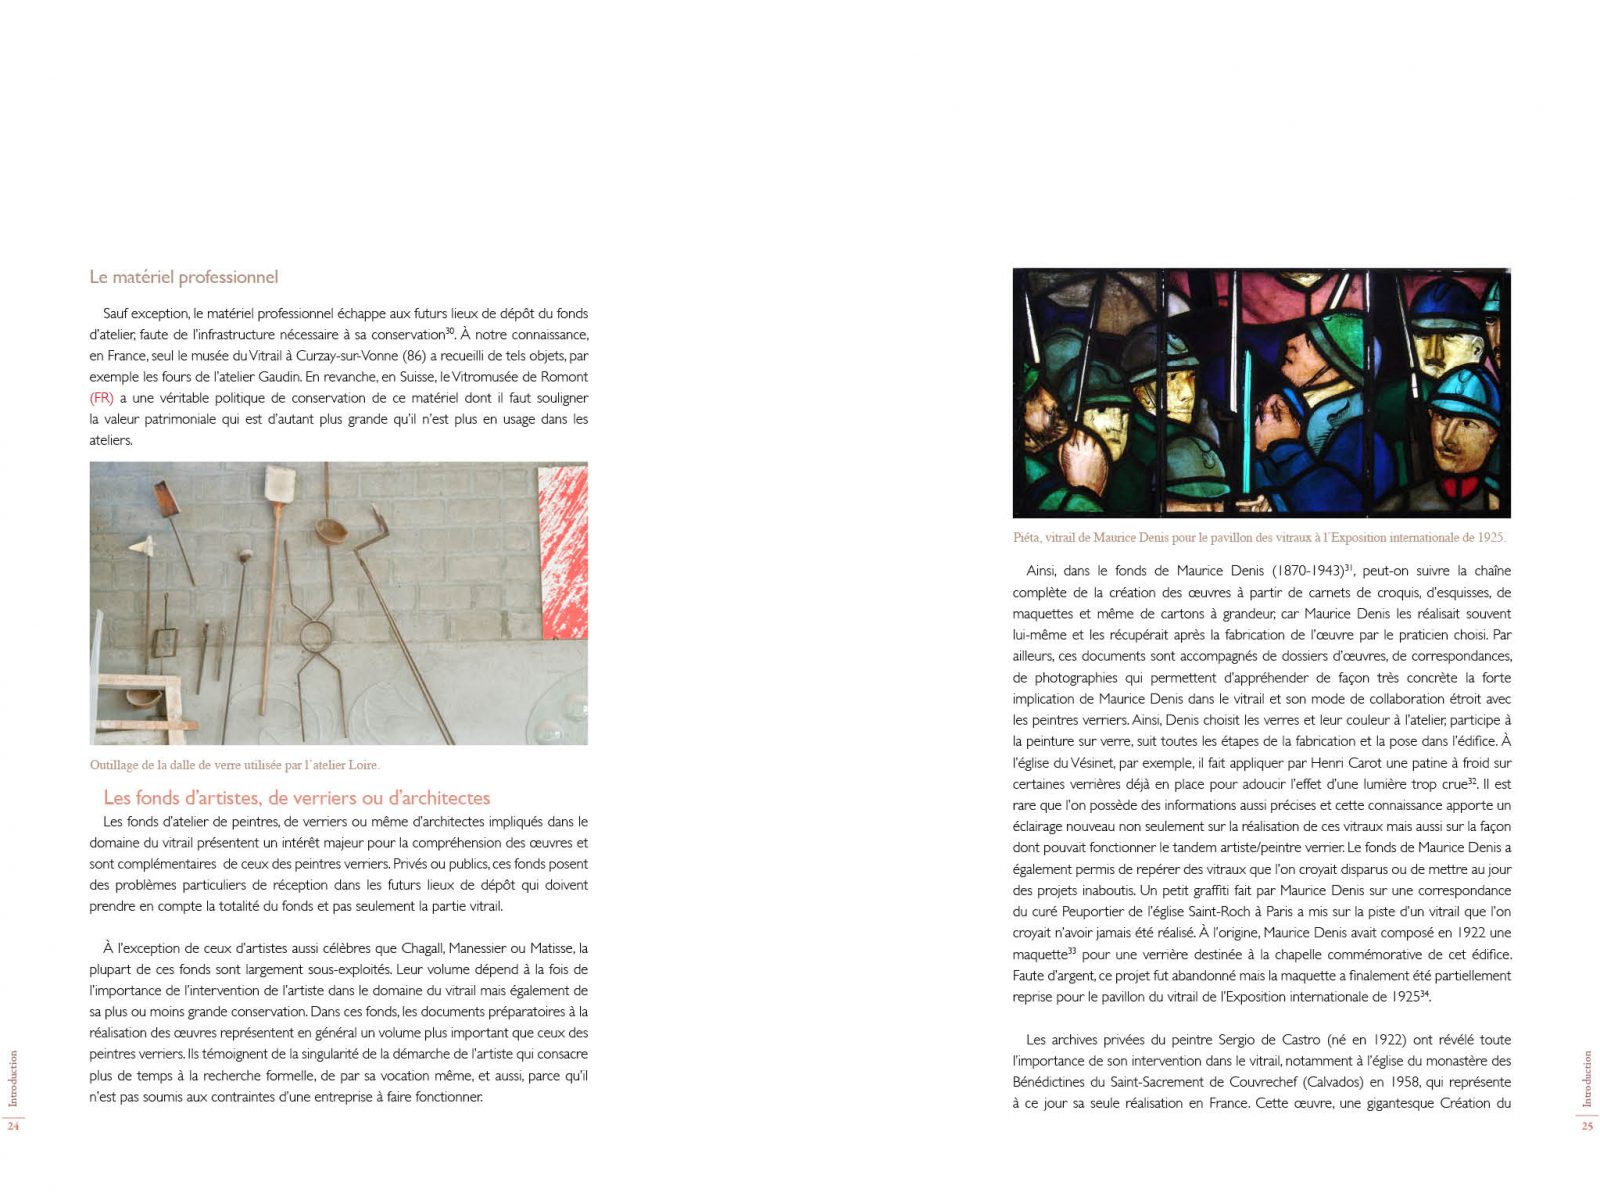 Le matériel professionnel
Sauf exception, le matériel professionnel échappe aux futurs lieux de dépôt du fonds
d'atelier, faute de l'infrastructure nécessaire à sa conservation30. À notre connaissance,
en France, seul le musée du Vitrail à Curzay-sur-Vonne (86) a recueilli de tels objets, par
exemple les fours de l'atelier Gaudin. En revanche, en Suisse, le Vitromusée de Romont
(FR) a une véritable politique de conservation de ce matériel dont il faut souligner
la valeur patrimoniale qui est d'autant plus grande qu'il n'est plus en usage dans les
ateliers.
Outillage de la dalle de verre utilisée par l'atelier Loire.
Les fonds d'artistes, de verriers ou d'architectes
Les fonds d'atelier de peintres, de verriers ou même d'architectes impliqués dans le
domaine du vitrail présentent un intérêt majeur pour la compréhension des œuvres et
sont complémentaires de ceux des peintres verriers. Privés ou publics, ces fonds posent
des problèmes particuliers de réception dans les futurs lieux de dépôt qui doivent
prendre en compte la totalité du fonds et pas seulement la partie vitrail.
À l'exception de ceux d'artistes aussi célèbres que Chagall, Manessier ou Matisse, la
plupart de ces fonds sont largement sous-exploités. Leur volume dépend à la fois de
l'importance de l'intervention de l'artiste dans le domaine du vitrail mais également de
sa plus ou moins grande conservation. Dans ces fonds, les documents préparatoires à la
réalisation des œuvres représentent en général un volume plus important que ceux des
peintres verriers. Ils témoignent de la singularité de la démarche de l'artiste qui consacre
plus de temps à la recherche formelle, de par sa vocation même, et aussi, parce qu'il
n'est pas soumis aux contraintes d'une entreprise à faire fonctionner.
Introduction
24
Piéta, vitrail de Maurice Denis pour le pavillon des vitraux à l'Exposition internationale de 1925.
Ainsi, dans le fonds de Maurice Denis (1870-1943)31, peut-on suivre la chaîne
complète de la création des œuvres à partir de carnets de croquis, d'esquisses, de
maquettes et même de cartons à grandeur, car Maurice Denis les réalisait souvent
lui-même et les récupérait après la fabrication de l'œuvre par le praticien choisi. Par
ailleurs, ces documents sont accompagnés de dossiers d'œuvres, de correspondances,
de photographies qui permettent d'appréhender de façon très concrète la forte
implication de Maurice Denis dans le vitrail et son mode de collaboration étroit avec
les peintres verriers. Ainsi, Denis choisit les verres et leur couleur à l'atelier, participe à
la peinture sur verre, suit toutes les étapes de la fabrication et la pose dans l'édifice. À
l'église du Vésinet, par exemple, il fait appliquer par Henri Carot une patine à froid sur
certaines verrières déjà en place pour adoucir l'effet d'une lumière trop crue32. Il est
rare que l'on possède des informations aussi précises et cette connaissance apporte un
éclairage nouveau non seulement sur la réalisation de ces vitraux mais aussi sur la façon
dont pouvait fonctionner le tandem artiste/peintre verrier. Le fonds de Maurice Denis a
également permis de repérer des vitraux que l'on croyait disparus ou de mettre au jour
des projets inaboutis. Un petit graffiti fait par Maurice Denis sur une correspondance
du curé Peuportier de l'église Saint-Roch à Paris a mis sur la piste d'un vitrail que l'on
croyait n'avoir jamais été réalisé. À l'origine, Maurice Denis avait composé en 1922 une
maquette33 pour une verrière destinée à la chapelle commémorative de cet édifice.
Faute d'argent, ce projet fut abandonné mais la maquette a finalement été partiellement
reprise pour le pavillon du vitrail de l'Exposition internationale de 192534.
Les archives privées du peintre Sergio de Castro (né en 1922) ont révélé toute
l'importance de son intervention dans le vitrail, notamment à l'église du monastère des
Bénédictines du Saint-Sacrement de Couvrechef (Calvados) en 1958, qui représente
à ce jour sa seule réalisation en France. Cette œuvre, une gigantesque Création du
Introduction
25